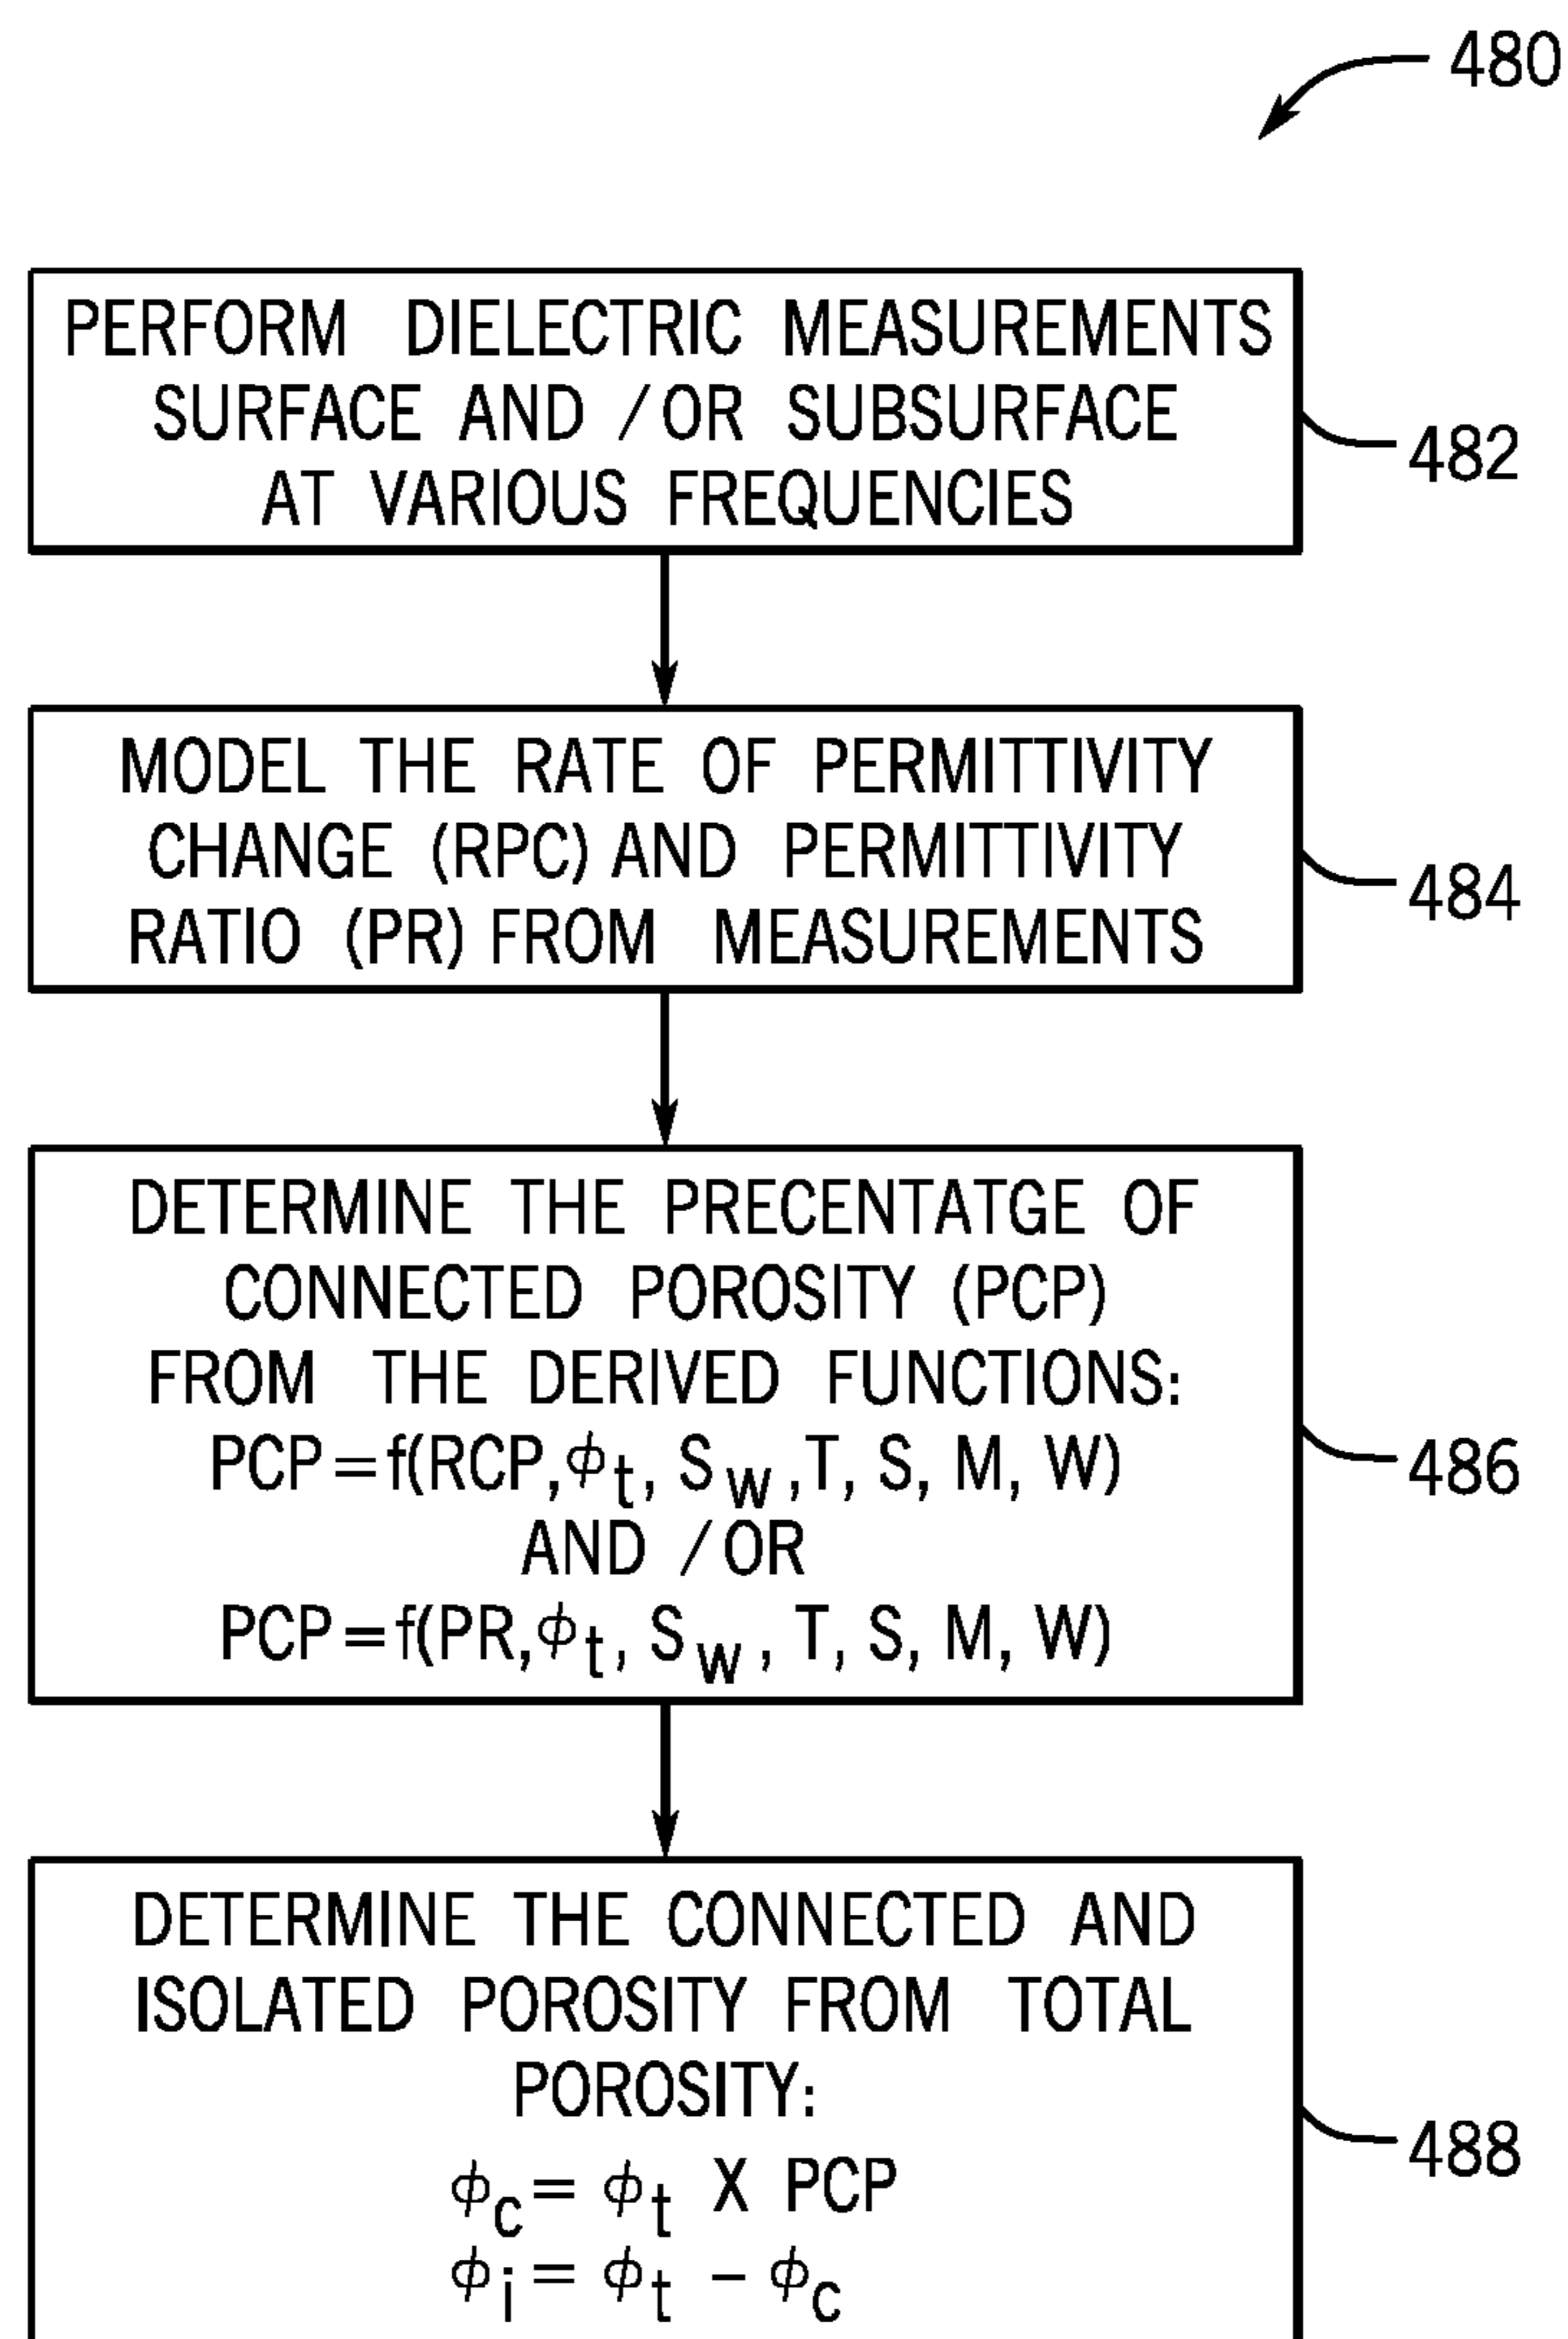 480
PERFORM DIELECTRIC MEASUREMENTS
SURFACE AND /OR SUBSURFACE
AT VARIOUS FREQUENCIES
482
MODEL THE RATE OF PERMITTIVITY
CHANGE (RPC) AND PERMITTIVITY
RATIO (PR) FROM MEASUREMENTS
484
DETERMINE THE PRECENTATGE OF
CONNECTED POROSITY (PCP)
FROM THE DERIVED FUNCTIONS:
PCP=f(RCP,ϕt, SW,T, S, M, W)
AND /OR
PCP=f(PR,ϕt, SW, T, S, M, W)
486
DETERMINE THE CONNECTED AND
ISOLATED POROSITY FROM TOTAL
POROSITY:
ϕc= ϕt X PCP
ϕi= ϕt - ϕc
488